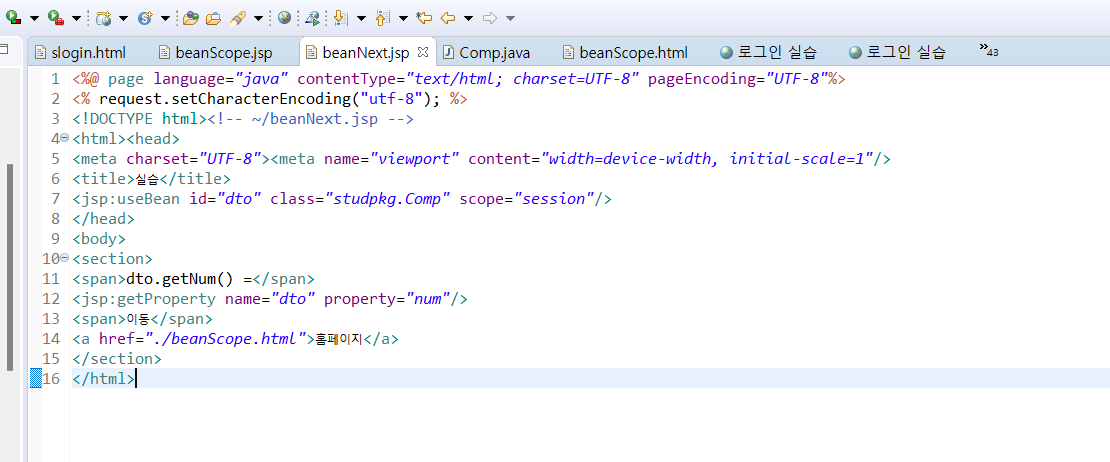 slogin.html beanScope.jsp beanNext.jsp Comp.java beanScope.html 로그인 실습 로그인 실습 »43
1 <%@ page language="java" contentType="text/html; charset=UTF-8" pageEncoding="UTF-8"%>
2 <% request.setCharacterEncoding("utf-8"); %>
3 <!DOCTYPE html><!-- ~/beanNext.jsp -->
4 <html><head>
5 <meta charset="UTF-8"><meta name="viewport" content="width=device-width, initial-scale=1"/>
6 <title>실습</title>
7 <jsp:useBean id="dto" class="studpkg.Comp" scope="session"/>
8 </head>
9 <body>
10 <section>
11 <span>dto.getNum() =</span>
12 <jsp:getProperty name="dto" property="num"/>
13 <span>이동</span>
14 <a href="./beanScope.html">홈페이지</a>
15 </section>
16 </html>